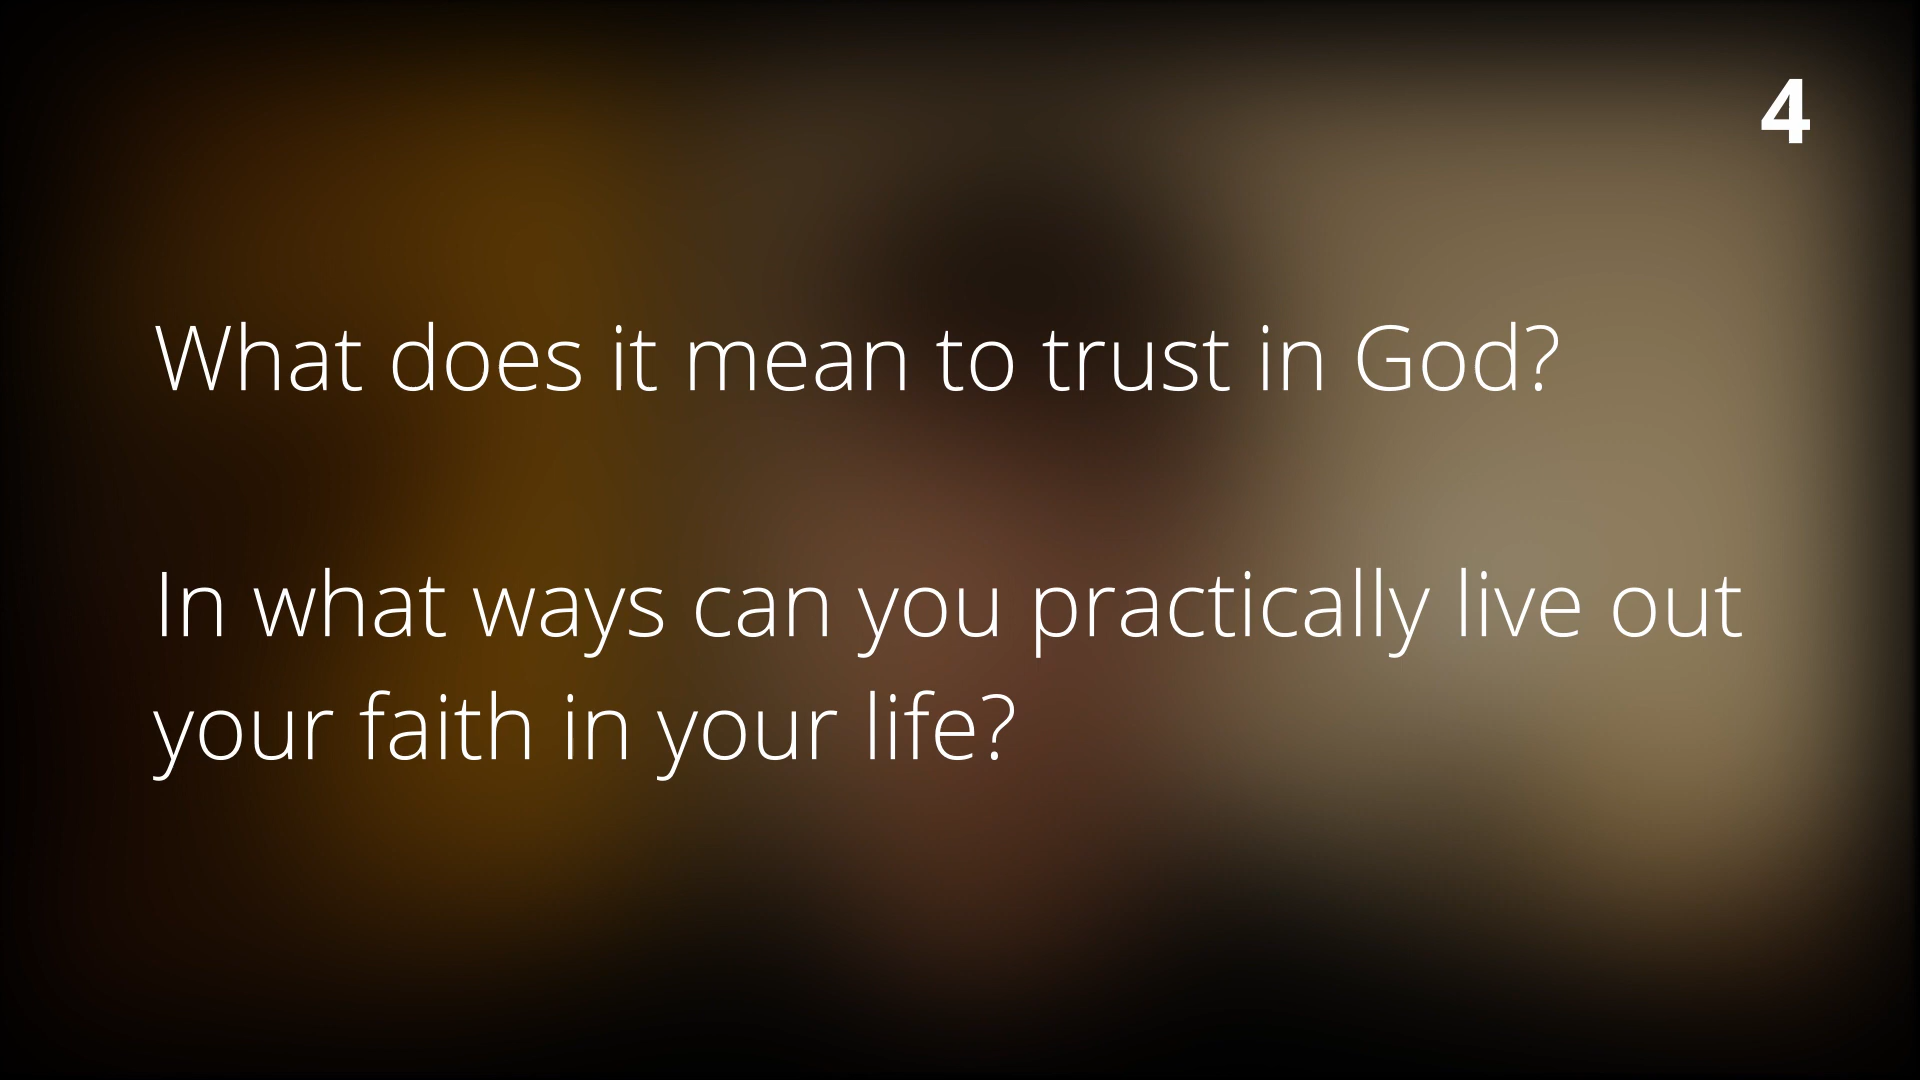 4
What does it mean to trust in God?
In what ways can you practically live out
your faith in your life?